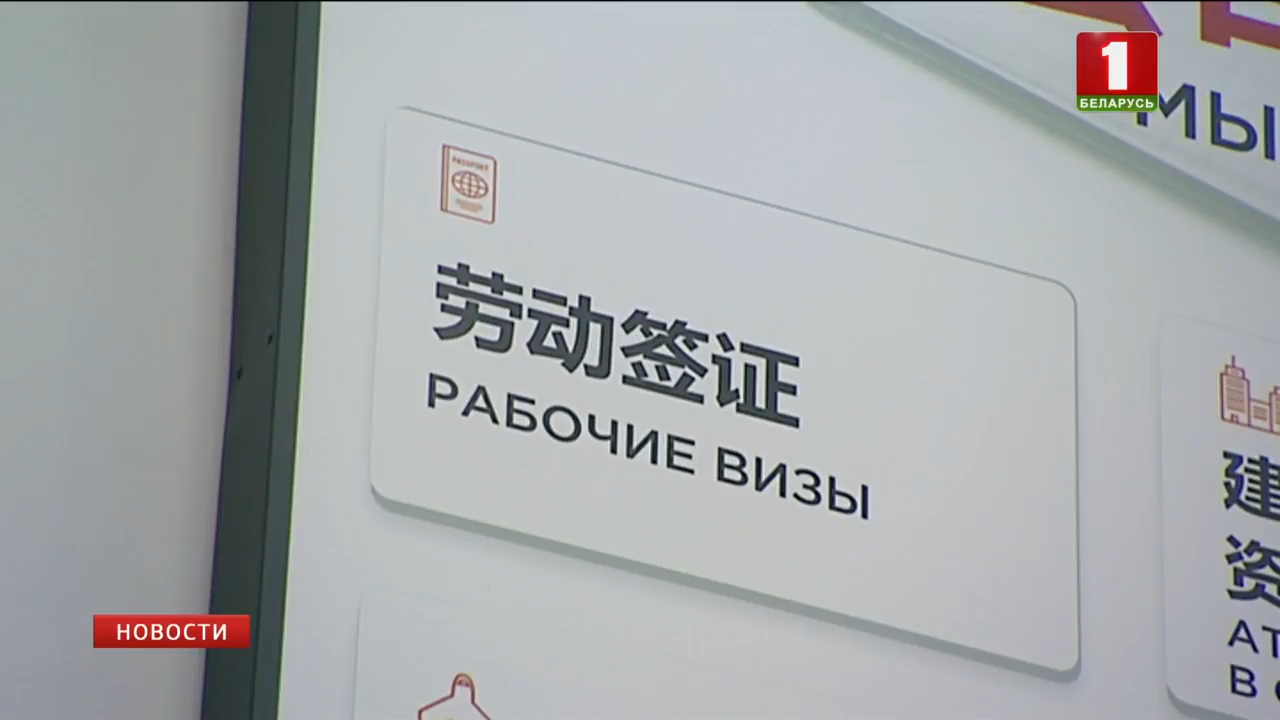 1
БЕЛАРУСЬ
МЫ
PASSPORT
劳动签证
РАБОЧИЕ ВИЗЫ
建
资
АТ
В
НОВОСТИ